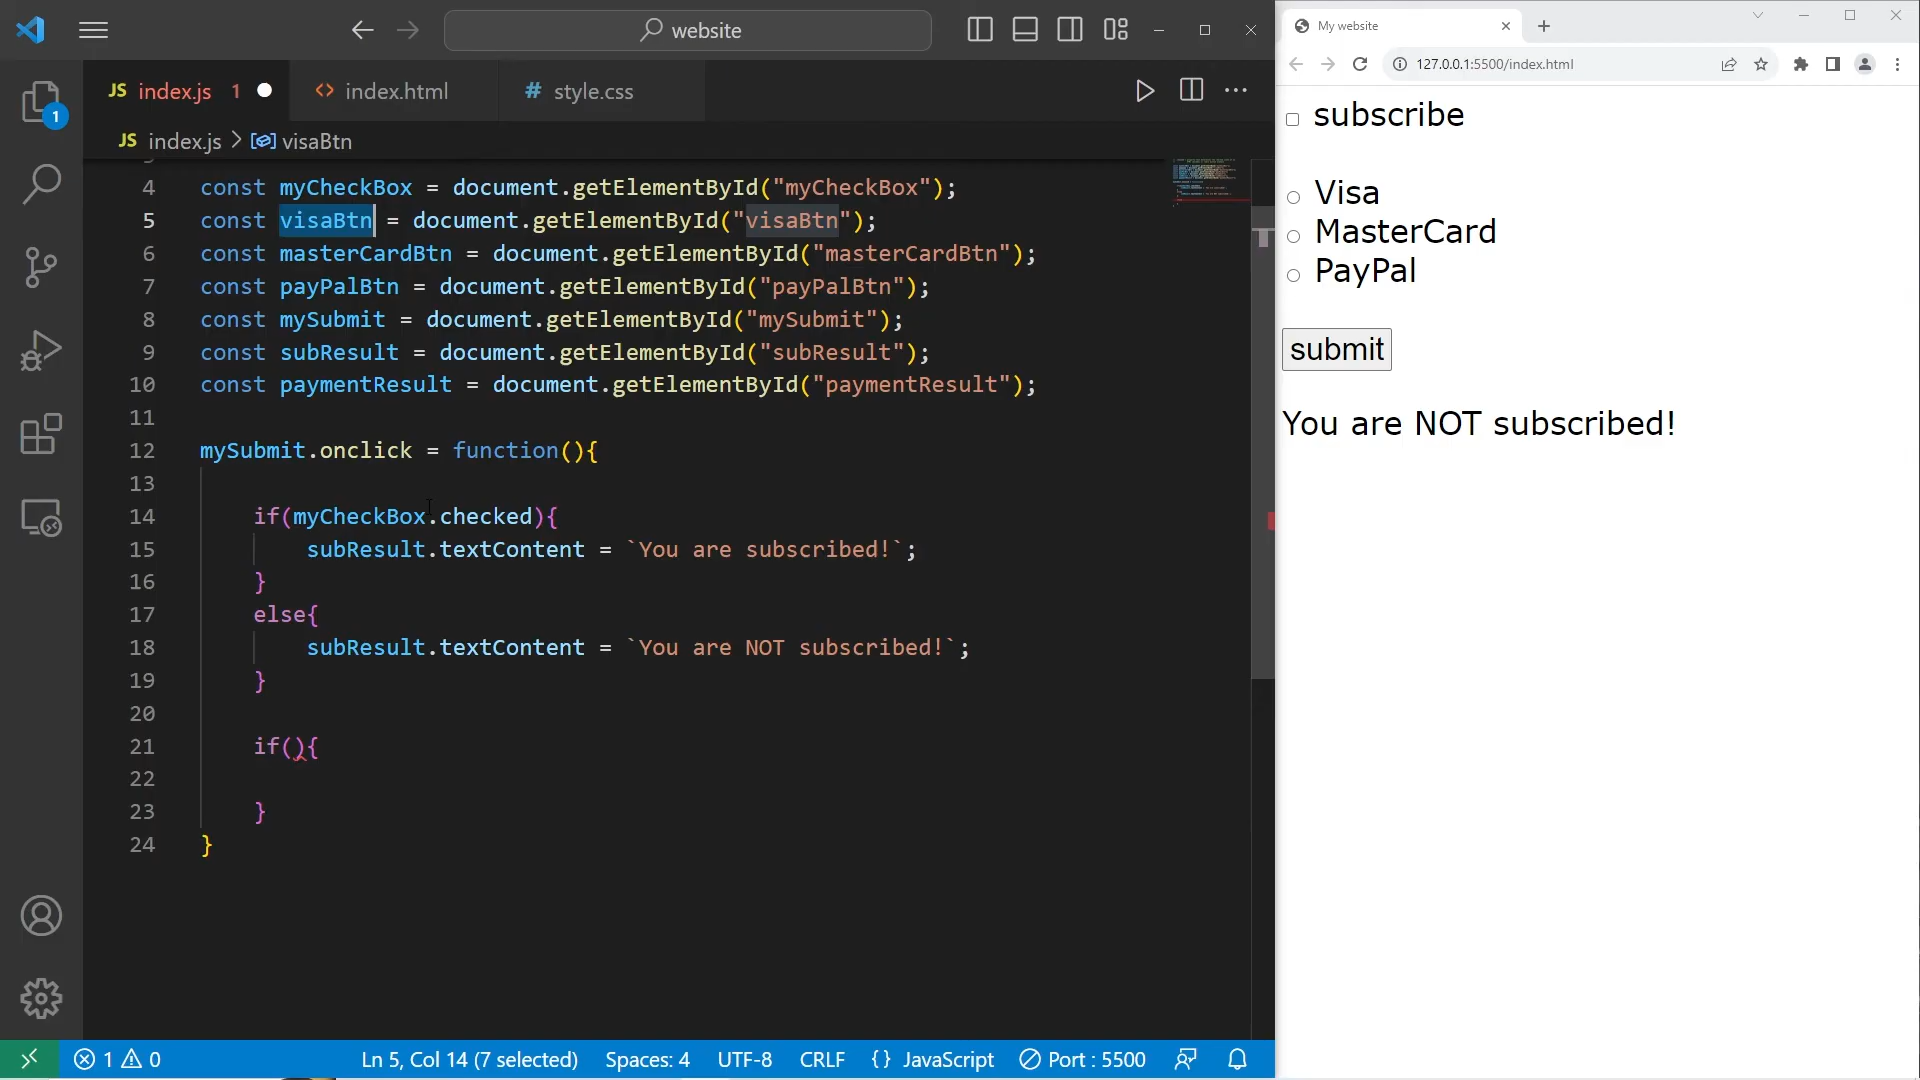 website
My website
JS index.js 1
<> index.html
# style.css
127.0.0.1:5500/index.html
JS index.js > visaBtn
1
4 const myCheckBox = document.getElementById("myCheckBox");
5 const visaBtn = document.getElementById("visaBtn");
6 const masterCardBtn = document.getElementById("masterCardBtn");
7 const payPalBtn = document.getElementById("payPalBtn");
8 const mySubmit = document.getElementById("mySubmit");
9 const subResult = document.getElementById("subResult");
10 const paymentResult = document.getElementById("paymentResult");
11
12 mySubmit.onclick = function(){
13
14 if(myCheckBox.checked){
15 subResult.textContent = `You are subscribed!`;
16 }
17 else{
18 subResult.textContent = `You are NOT subscribed!`;
19 }
20
21 if(){
22
23 }
24 }
subscribe
Visa
MasterCard
PayPal
submit
You are NOT subscribed!
1 0
Ln 5, Col 14 (7 selected)
Spaces: 4
UTF-8
CRLF
{} JavaScript
Port : 5500